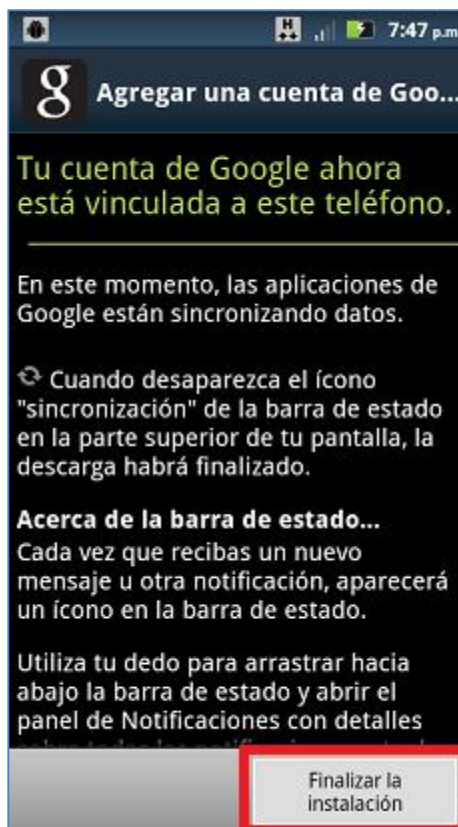 H
7:47 p.m
g
Agregar una cuenta de Goo...
Tu cuenta de Google ahora
está vinculada a este teléfono.
En este momento, las aplicaciones de
Google están sincronizando datos.
Cuando desaparezca el ícono
"sincronización" de la barra de estado
en la parte superior de tu pantalla, la
descarga habrá finalizado.
Acerca de la barra de estado...
Cada vez que recibas un nuevo
mensaje u otra notificación, aparecerá
un ícono en la barra de estado.
Utiliza tu dedo para arrastrar hacia
abajo la barra de estado y abrir el
panel de Notificaciones con detalles
Finalizar la
instalación